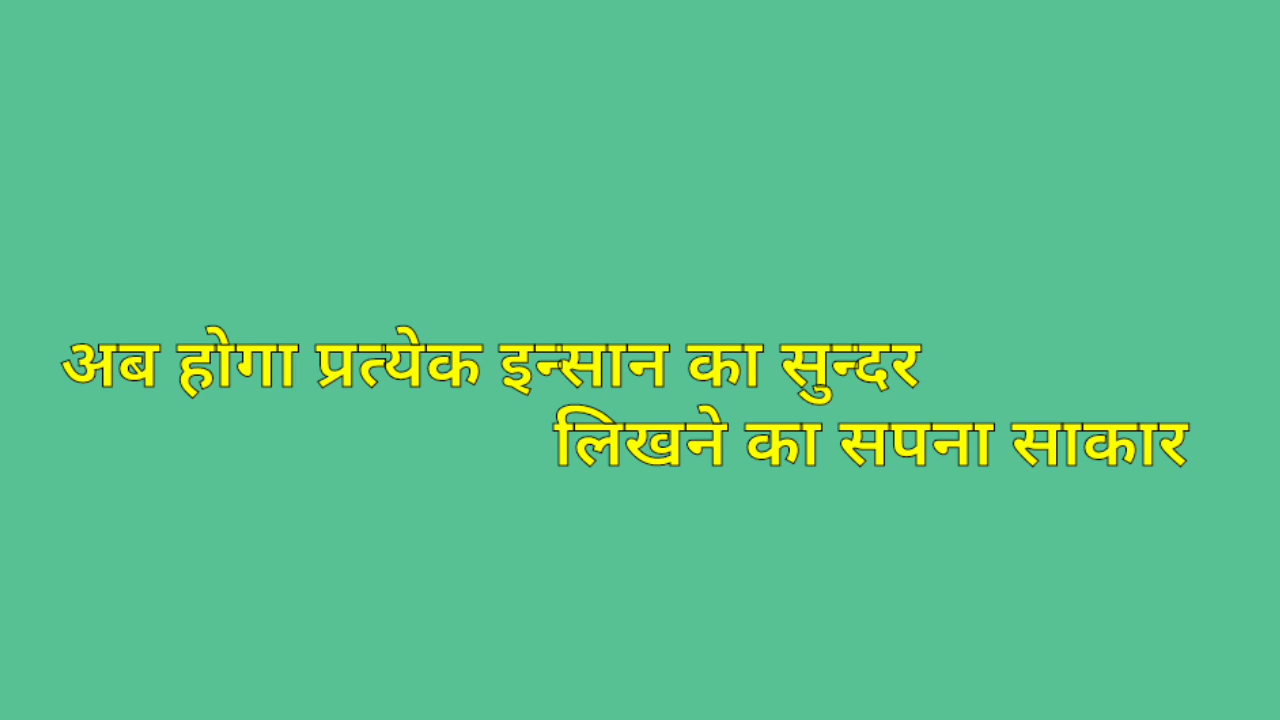 अब होगा प्रत्येक इन्सान का सुन्दर
लिखने का सपना साकार